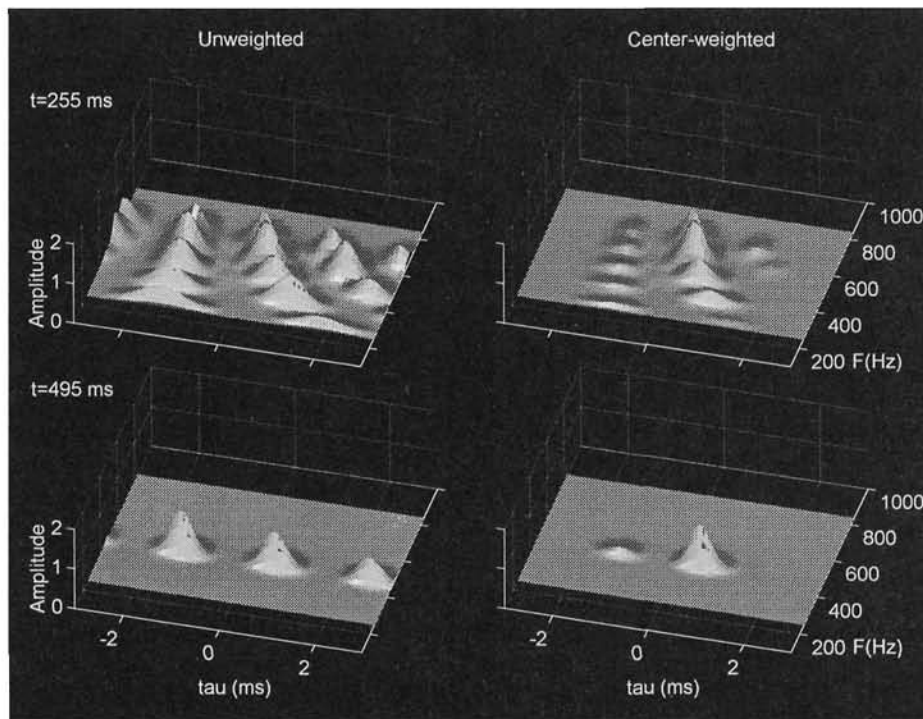 Unweighted
Center-weighted
t=255 ms
Amplitude
2
1
0
1000
800
600
400
200 F(Hz)
t=495 ms
Amplitude
2
1
0
-2
0
2
tau (ms)
-2
0
2
tau (ms)
1000
800
600
400
200 F(Hz)